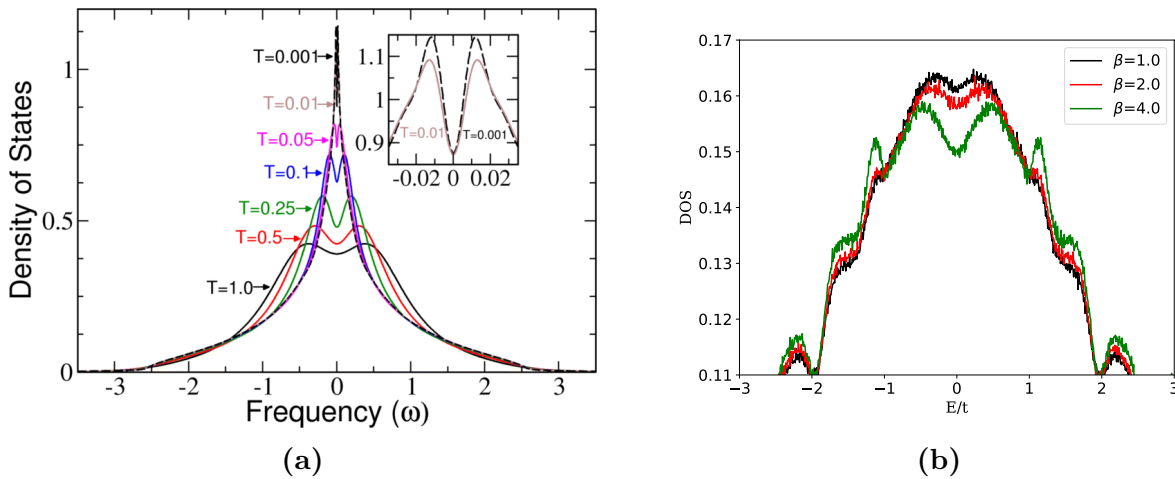 Density of States
1
0.5
0
T=0.001
T=0.01
T=0.05
T=0.1
T=0.25
T=0.5
T=1.0
1.1
1
0.9
T=0.01
T=0.001
-0.02 0 0.02
-3 -2 -1 0 1 2 3
Frequency (ω)
(a)
DOS
0.17
0.16
0.15
0.14
0.13
0.12
0.11
β=1.0
β=2.0
β=4.0
−3 −2 −1 0 1 2 3
E/t
(b)